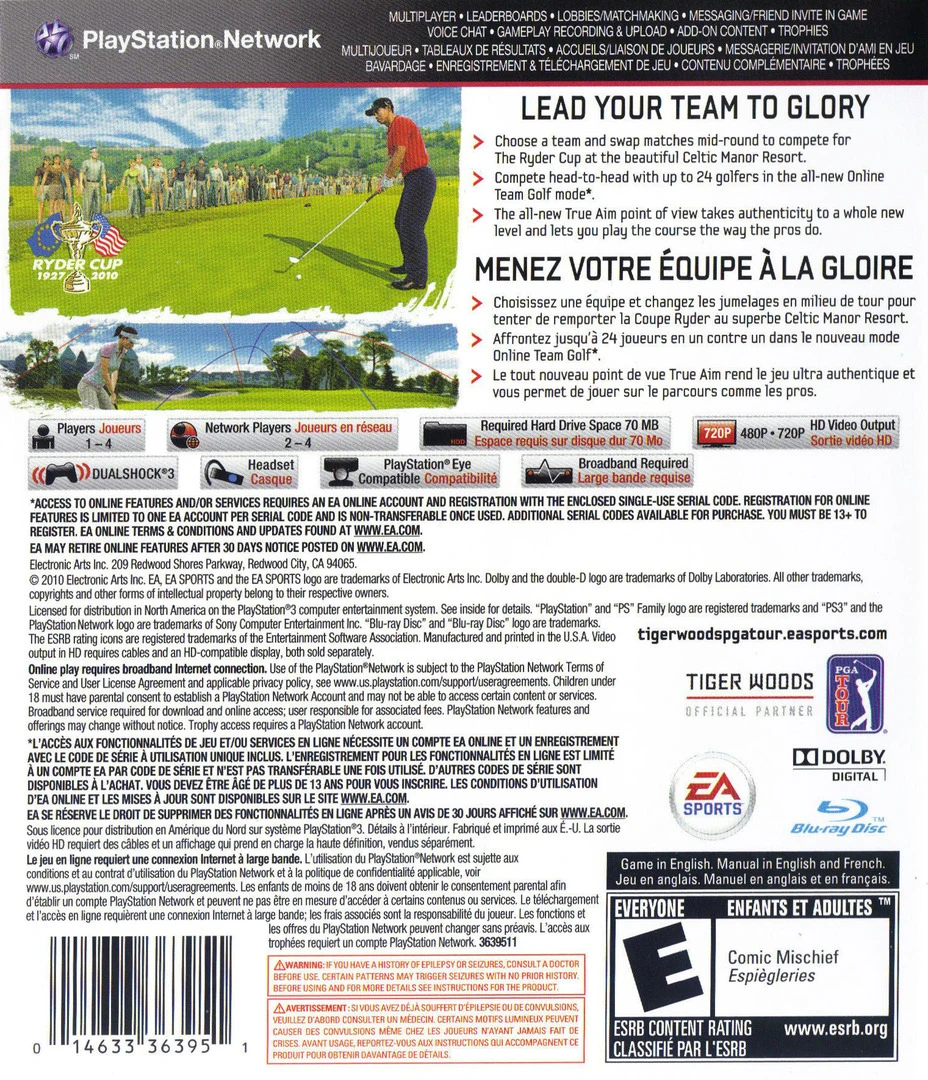 PlayStation®Network
SM
MULTIPLAYER • LEADERBOARDS • LOBBIES/MATCHMAKING • MESSAGING/FRIEND INVITE IN GAME
VOICE CHAT • GAMEPLAY RECORDING & UPLOAD • ADD-ON CONTENT • TROPHIES
MULTIJOUEUR • TABLEAUX DE RÉSULTATS • ACCUEILS/LIAISON DE JOUEURS • MESSAGERIE/INVITATION D'AMI EN JEU
BAVARDAGE • ENREGISTREMENT & TÉLÉCHARGEMENT DE JEU • CONTENU COMPLÉMENTAIRE • TROPHÉES
LEAD YOUR TEAM TO GLORY
Choose a team and swap matches mid-round to compete for
The Ryder Cup at the beautiful Celtic Manor Resort.
Compete head-to-head with up to 24 golfers in the all-new Online
Team Golf mode*.
The all-new True Aim point of view takes authenticity to a whole new
level and lets you play the course the way the pros do.
RYDER CUP
1927 2010
MENEZ VOTRE ÉQUIPE À LA GLOIRE
Choisissez une équipe et changez les jumelages en milieu de tour pour
tenter de remporter la Coupe Ryder au superbe Celtic Manor Resort.
Affrontez jusqu'à 24 joueurs en un contre un dans le nouveau mode
Online Team Golf*.
Le tout nouveau point de vue True Aim rend le jeu ultra authentique et
vous permet de jouer sur le parcours comme les pros.
Players Joueurs
1 – 4
Network Players Joueurs en réseau
2 – 4
HDD
Required Hard Drive Space 70 MB
Espace requis sur disque dur 70 Mo
720P
480P • 720P
HD Video Output
Sortie vidéo HD
DUALSHOCK®3
Headset
Casque
PlayStation® Eye
Compatible Compatibilité
Broadband Required
Large bande requise
*ACCESS TO ONLINE FEATURES AND/OR SERVICES REQUIRES AN EA ONLINE ACCOUNT AND REGISTRATION WITH THE ENCLOSED SINGLE-USE SERIAL CODE. REGISTRATION FOR ONLINE
FEATURES IS LIMITED TO ONE EA ACCOUNT PER SERIAL CODE AND IS NON-TRANSFERABLE ONCE USED. ADDITIONAL SERIAL CODES AVAILABLE FOR PURCHASE. YOU MUST BE 13+ TO
REGISTER. EA ONLINE TERMS & CONDITIONS AND UPDATES FOUND AT WWW.EA.COM.
EA MAY RETIRE ONLINE FEATURES AFTER 30 DAYS NOTICE POSTED ON WWW.EA.COM.
Electronic Arts Inc. 209 Redwood Shores Parkway, Redwood City, CA 94065.
© 2010 Electronic Arts Inc. EA, EA SPORTS and the EA SPORTS logo are trademarks of Electronic Arts Inc. Dolby and the double-D logo are trademarks of Dolby Laboratories. All other trademarks,
copyrights and other forms of intellectual property belong to their respective owners.
Licensed for distribution in North America on the PlayStation®3 computer entertainment system. See inside for details. "PlayStation" and "PS" Family logo are registered trademarks and "PS3" and the
PlayStation Network logo are trademarks of Sony Computer Entertainment Inc. "Blu-ray Disc" and "Blu-ray Disc" logo are trademarks.
The ESRB rating icons are registered trademarks of the Entertainment Software Association. Manufactured and printed in the U.S.A. Video
output in HD requires cables and an HD-compatible display, both sold separately.
Online play requires broadband Internet connection. Use of the PlayStation®Network is subject to the PlayStation Network Terms of
Service and User License Agreement and applicable privacy policy, see www.us.playstation.com/support/useragreements. Children under
18 must have parental consent to establish a PlayStation Network Account and may not be able to access certain content or services.
Broadband service required for download and online access; user responsible for associated fees. PlayStation Network features and
offerings may change without notice. Trophy access requires a PlayStation Network account.
*L'ACCÈS AUX FONCTIONNALITÉS DE JEU ET/OU SERVICES EN LIGNE NÉCESSITE UN COMPTE EA ONLINE ET UN ENREGISTREMENT
AVEC LE CODE DE SÉRIE À UTILISATION UNIQUE INCLUS. L'ENREGISTREMENT POUR LES FONCTIONNALITÉS EN LIGNE EST LIMITÉ
À UN COMPTE EA PAR CODE DE SÉRIE ET N'EST PAS TRANSFÉRABLE UNE FOIS UTILISÉ. D'AUTRES CODES DE SÉRIE SONT
DISPONIBLES À L'ACHAT. VOUS DEVEZ ÊTRE ÂGÉ DE PLUS DE 13 ANS POUR VOUS INSCRIRE. LES CONDITIONS D'UTILISATION
D'EA ONLINE ET LES MISES À JOUR SONT DISPONIBLES SUR LE SITE WWW.EA.COM.
EA SE RÉSERVE LE DROIT DE SUPPRIMER DES FONCTIONNALITÉS EN LIGNE APRÈS UN AVIS DE 30 JOURS AFFICHÉ SUR WWW.EA.COM.
Sous licence pour distribution en Amérique du Nord sur système PlayStation®3. Détails à l'intérieur. Fabriqué et imprimé aux É.-U. La sortie
vidéo HD requiert des câbles et un affichage qui prend en charge la haute définition, vendus séparément.
Le jeu en ligne requiert une connexion Internet à large bande. L'utilisation du PlayStation®Network est sujette aux
conditions et au contrat d'utilisation du PlayStation Network et à la politique de confidentialité applicable, voir
www.us.playstation.com/support/useragreements. Les enfants de moins de 18 ans doivent obtenir le consentement parental afin
d'établir un compte PlayStation Network et peuvent ne pas être en mesure d'accéder à certains contenus ou services. Le téléchargement
et l'accès en ligne requièrent une connexion Internet à large bande; les frais associés sont la responsabilité du joueur. Les fonctions et
les offres du PlayStation Network peuvent changer sans préavis. L'accès aux
trophées requiert un compte PlayStation Network. 3639511
tigerwoodspgatour.easports.com
TIGER WOODS
OFFICIAL PARTNER
PGA
TOUR
EA
SPORTS
DOLBY
DIGITAL
Blu-ray Disc
TM
Game in English. Manual in English and French.
Jeu en anglais. Manuel en anglais et en français.
EVERYONE
ENFANTS ET ADULTES ™
E
Comic Mischief
Espiègleries
ESRB CONTENT RATING www.esrb.org
CLASSIFIÉ PAR L'ESRB
0 14633 36395 1
WARNING: IF YOU HAVE A HISTORY OF EPILEPSY OR SEIZURES, CONSULT A DOCTOR
BEFORE USE. CERTAIN PATTERNS MAY TRIGGER SEIZURES WITH NO PRIOR HISTORY.
BEFORE USING AND FOR MORE DETAILS SEE INSTRUCTIONS FOR THE PRODUCT.
AVERTISSEMENT : SI VOUS AVEZ DÉJÀ SOUFFERT D'ÉPILEPSIE OU DE CONVULSIONS,
VEUILLEZ D'ABORD CONSULTER UN MÉDECIN. CERTAINS MOTIFS LUMINEUX PEUVENT
CAUSER DES CONVULSIONS MÊME CHEZ LES JOUEURS N'AYANT JAMAIS FAIT DE
CRISES. AVANT USAGE, REPORTEZ-VOUS AUX INSTRUCTIONS QUI ACCOMPAGNENT CE
PRODUIT POUR OBTENIR DAVANTAGE DE DÉTAILS.